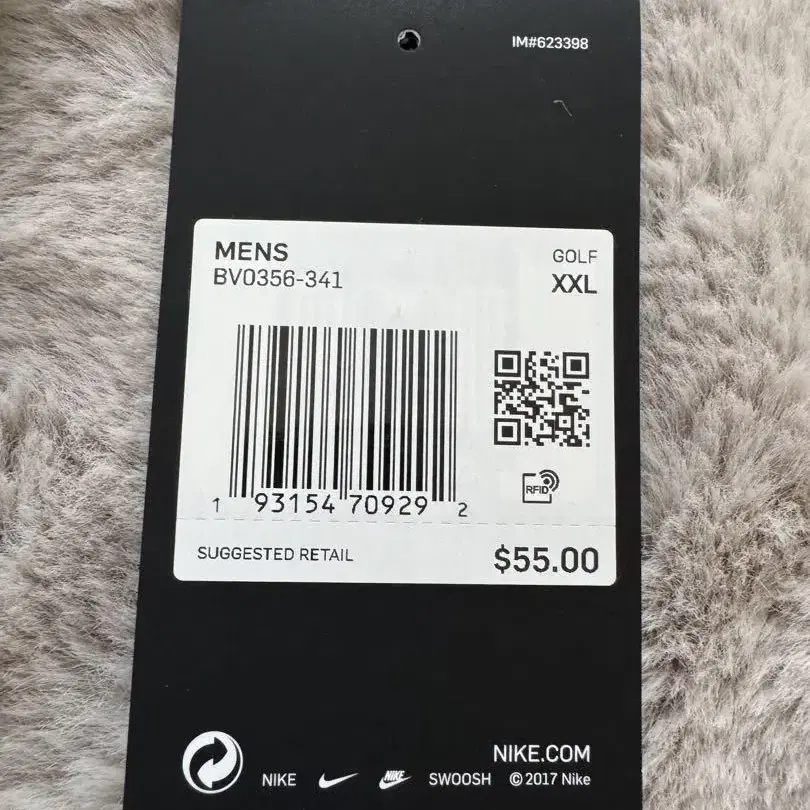 IM#623398
MENS
GOLF
BV0356-341
XXL
RFID
1 93154 70929 2
SUGGESTED RETAIL $55.00
NIKE.COM
NIKE NIKE SWOOSH © 2017 Nike